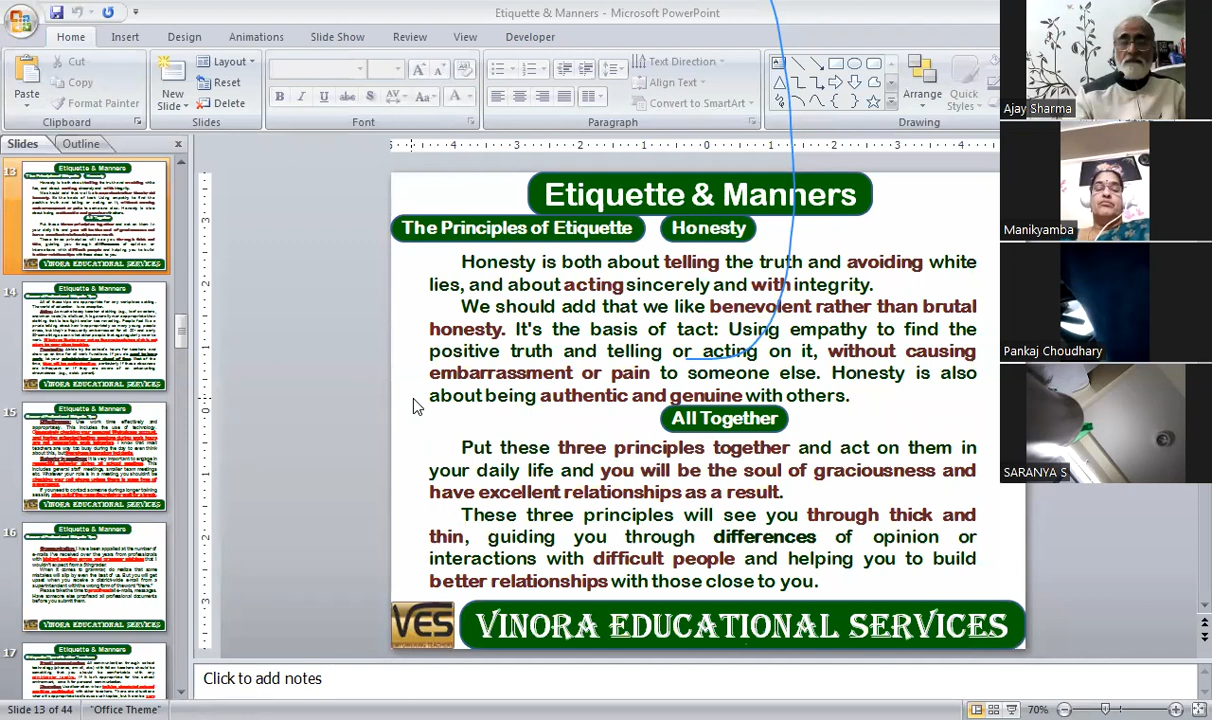 Etiquette & Manners - Microsoft PowerPoint
Home Insert Design Animations Slide Show Review View Developer
Cut
Copy
Format Painter
Paste
Clipboard
New
Slide
Layout
Reset
Delete
Slides
B I U abc S AV Aa A
Font
Text Direction
Align Text
Convert to SmartArt
Paragraph
Arrange
Quick
Styles
Drawing
Slides Outline
13
14
15
16
17
Etiquette & Manners
The Principles of Etiquette Honesty
Honesty is both about telling the truth and avoiding white
lies, and about acting sincerely and with integrity.
We should add that we like benevolent rather than brutal
honesty. It's the basis of tact: Using empathy to find the
positive truth and telling or acting on it, without causing
embarrassment or pain to someone else. Honesty is also
about being authentic and genuine with others.
All Together
Put these three principles together and act on them in
your daily life and you will be the soul of graciousness and
have excellent relationships as a result.
These three principles will see you through thick and
thin, guiding you through differences of opinion or
interactions with difficult people and helping you to build
better relationships with those close to you.
VES
EMPOWERING TEACHERS
VINORA EDUCATIONAL SERVICES
Click to add notes
Slide 13 of 44 "Office Theme" 70%
Ajay Sharma
Manikyamba
Pankaj Choudhary
SARANYA S